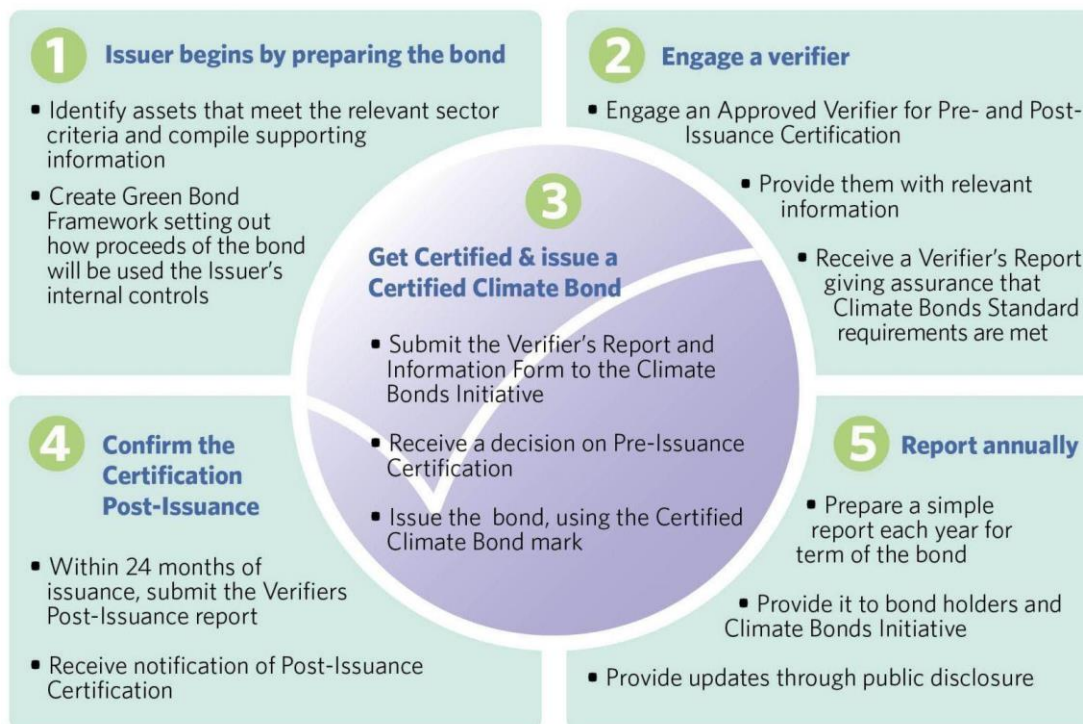 1
Issuer begins by preparing the bond
▪ Identify assets that meet the relevant sector
criteria and compile supporting
information
▪ Create Green Bond
Framework setting out
how proceeds of the bond
will be used the Issuer's
internal controls
2
Engage a verifier
▪ Engage an Approved Verifier for Pre- and Post-
Issuance Certification
▪ Provide them with relevant
information
▪ Receive a Verifier's Report
giving assurance that
Climate Bonds Standard
requirements are met
3
Get Certified & issue a
Certified Climate Bond
▪ Submit the Verifier's Report and
Information Form to the Climate
Bonds Initiative
▪ Receive a decision on Pre-Issuance
Certification
▪ Issue the bond, using the Certified
Climate Bond mark
4
Confirm the
Certification
Post-Issuance
▪ Within 24 months of
issuance, submit the Verifiers
Post-Issuance report
▪ Receive notification of Post-Issuance
Certification
5
Report annually
▪ Prepare a simple
report each year for
term of the bond
▪ Provide it to bond holders and
Climate Bonds Initiative
▪ Provide updates through public disclosure